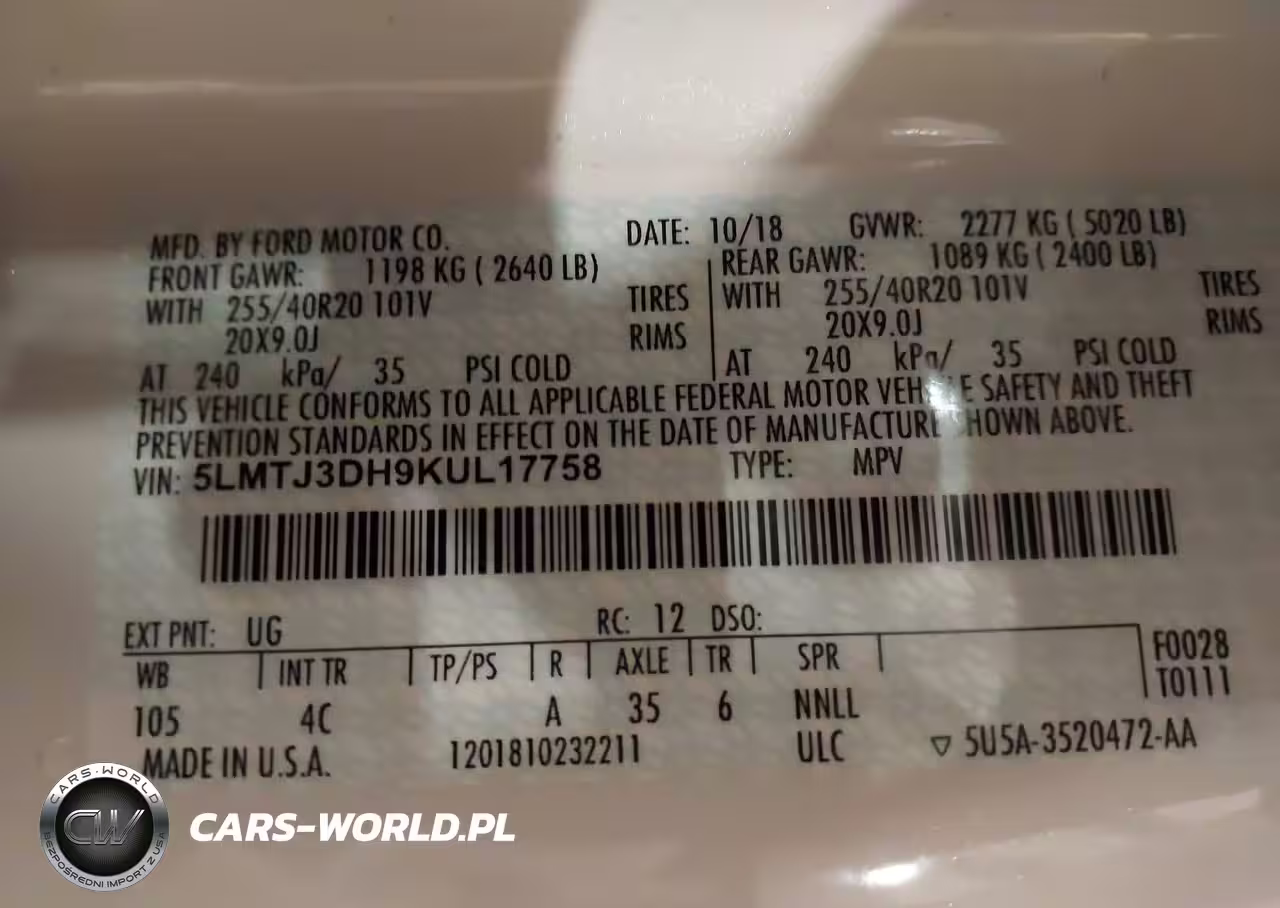 MFD. BY FORD MOTOR CO. DATE: 10/18 GVWR: 2277 KG ( 5020 LB)
FRONT GAWR: 1198 KG ( 2640 LB) REAR GAWR: 1089 KG ( 2400 LB)
WITH 255/40R20 101V TIRES WITH 255/40R20 101V TIRES
20X9.0J RIMS 20X9.0J RIMS
AT 240 kPa/ 35 PSI COLD AT 240 kPa/ 35 PSI COLD
THIS VEHICLE CONFORMS TO ALL APPLICABLE FEDERAL MOTOR VEHICLE SAFETY AND THEFT
PREVENTION STANDARDS IN EFFECT ON THE DATE OF MANUFACTURE SHOWN ABOVE.
VIN: 5LMTJ3DH9KUL17758 TYPE: MPV
EXT PNT: UG RC: 12 DSO:
WB INT TR TP/PS R AXLE TR SPR F0028
T0111
105 4C A 35 6 NNLL
MADE IN U.S.A. 1201810232211 ULC ▽ 5U5A-3520472-AA
CARS-WORLD
CW
BEZPOŚREDNI IMPORT Z USA
CARS-WORLD.PL